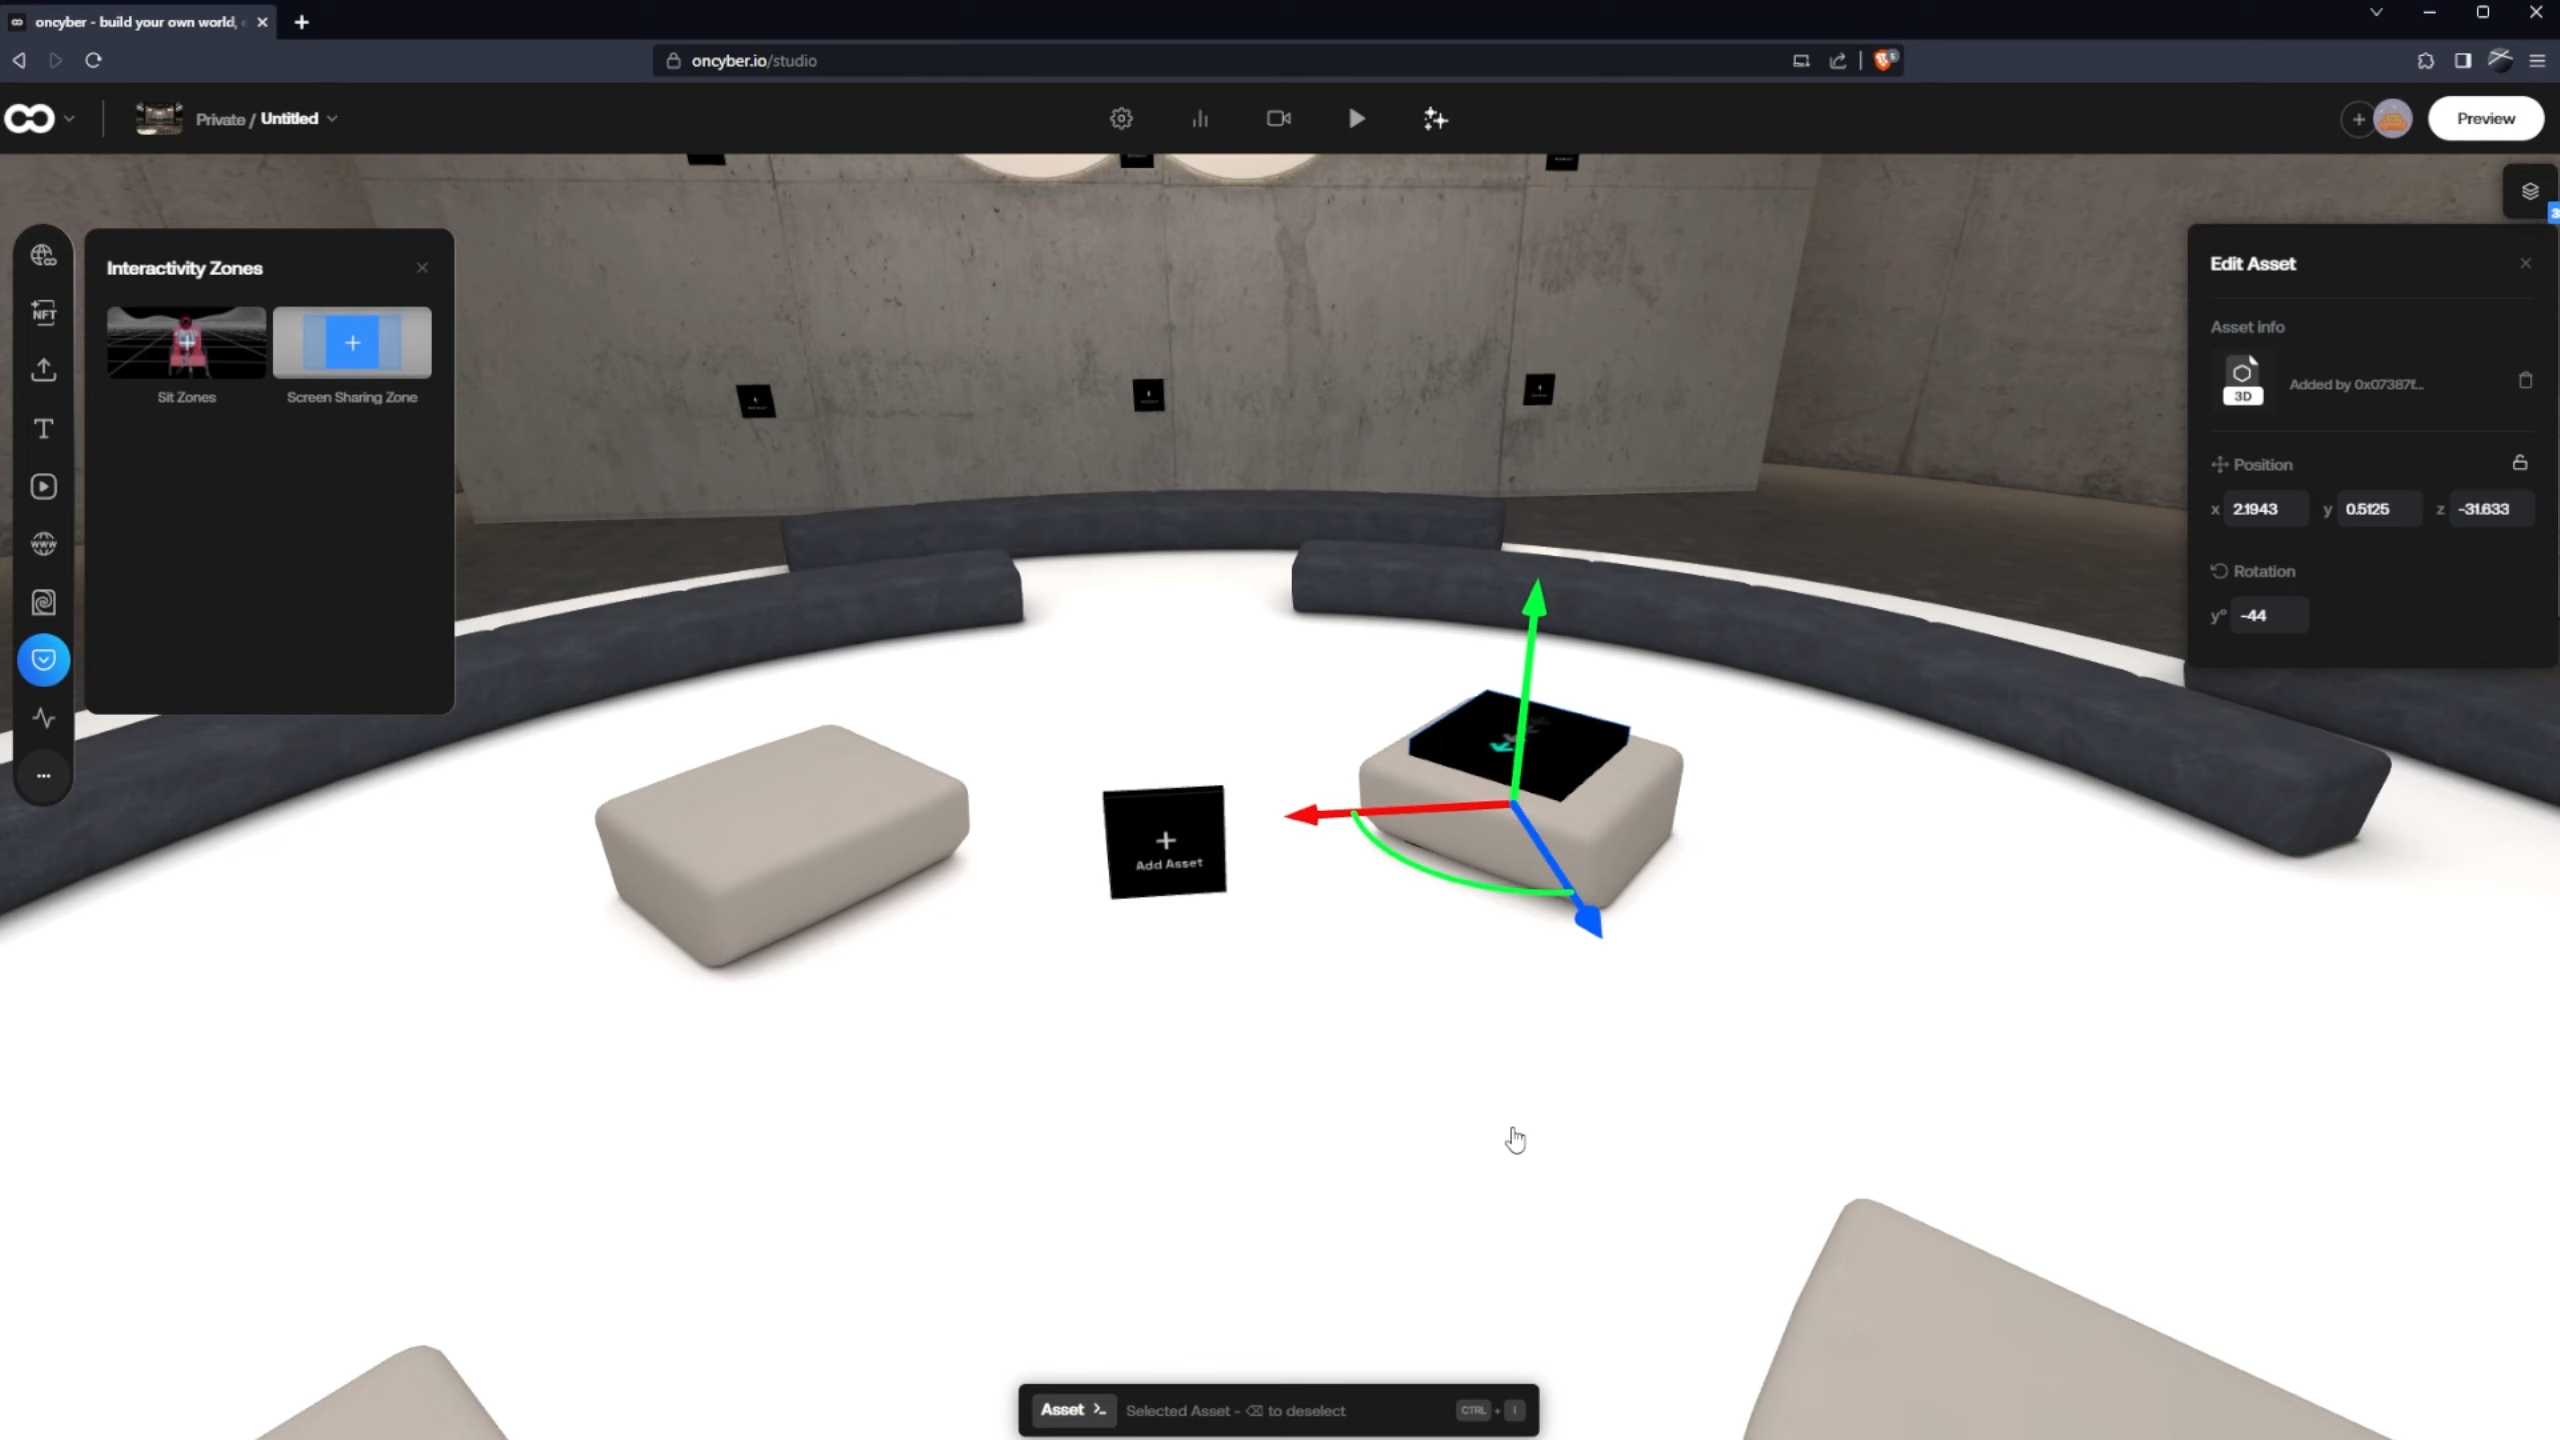 oncyber - build your own world,
oncyber.io/studio
Private / Untitled
Preview
Interactivity Zones
Sit Zones
Screen Sharing Zone
NFT
T
www
Edit Asset
Asset info
3D
Added by 0x07387f...
Position
x 2.1943 y 0.5125 z -31.633
Rotation
y° -44
+
Add Asset
Asset >_ Selected Asset - ⌫ to deselect CTRL + I